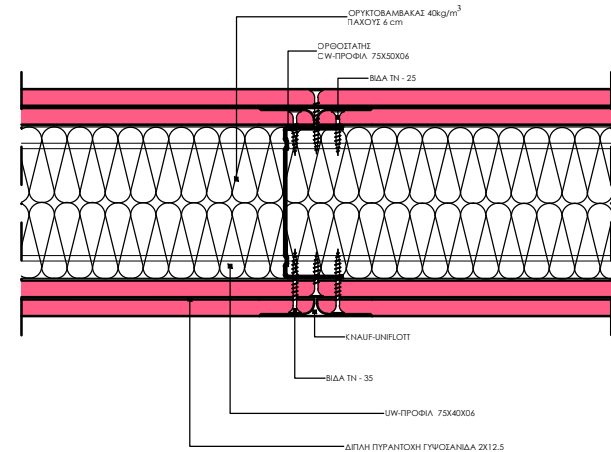 ΟΡΥΚΤΟΒΑΜΒΑΚΑΣ 40kg/m³
ΠΑΧΟΥΣ 6 cm
ΟΡΘΟΣΤΑΤΗΣ
CW-ΠΡΟΦΙΛ 75X50X06
ΒΙΔΑ TN - 25
KNAUF-UNIFLOTT
ΒΙΔΑ TN - 35
UW-ΠΡΟΦΙΛ 75X40X06
ΔΙΠΛΗ ΠΥΡΑΝΤΟΧΗ ΓΥΨΟΣΑΝΙΔΑ 2X12.5